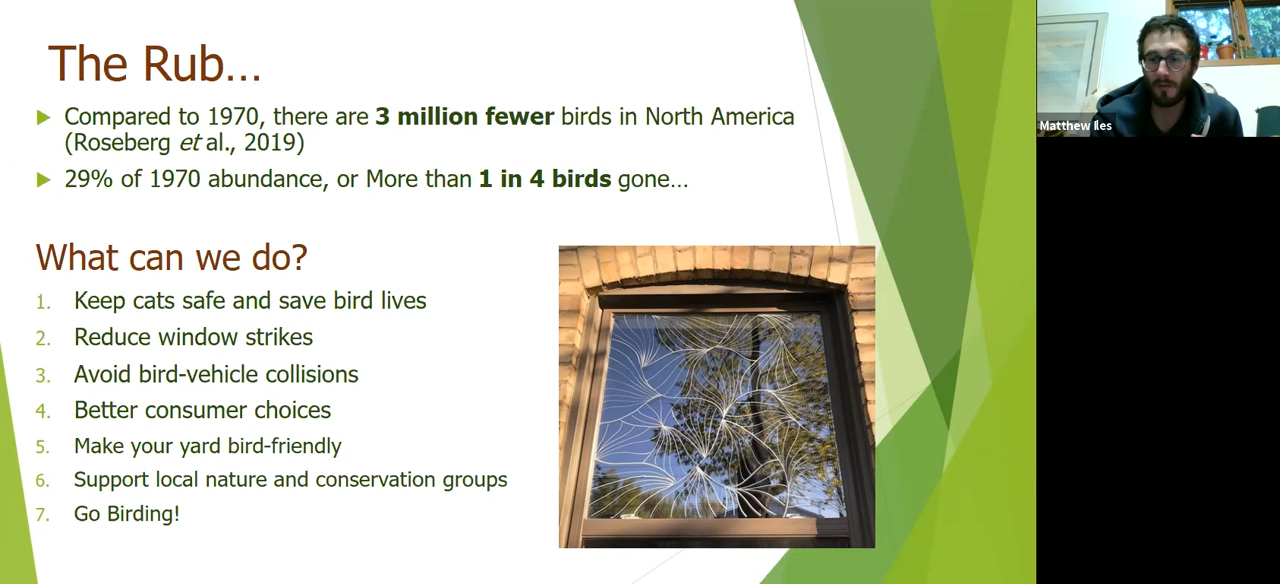 The Rub...
Compared to 1970, there are 3 million fewer birds in North America
(Roseberg et al., 2019)
29% of 1970 abundance, or More than 1 in 4 birds gone...
What can we do?
1. Keep cats safe and save bird lives
2. Reduce window strikes
3. Avoid bird-vehicle collisions
4. Better consumer choices
5. Make your yard bird-friendly
6. Support local nature and conservation groups
7. Go Birding!
Matthew Iles